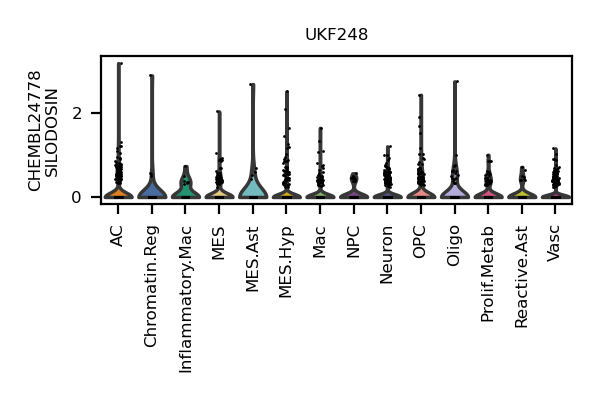 UKF248
CHEMBL24778
SILODOSIN
2
0
AC
Chromatin.Reg
Inflammatory.Mac
MES
MES.Ast
MES.Hyp
Mac
NPC
Neuron
OPC
Oligo
Prolif.Metab
Reactive.Ast
Vasc